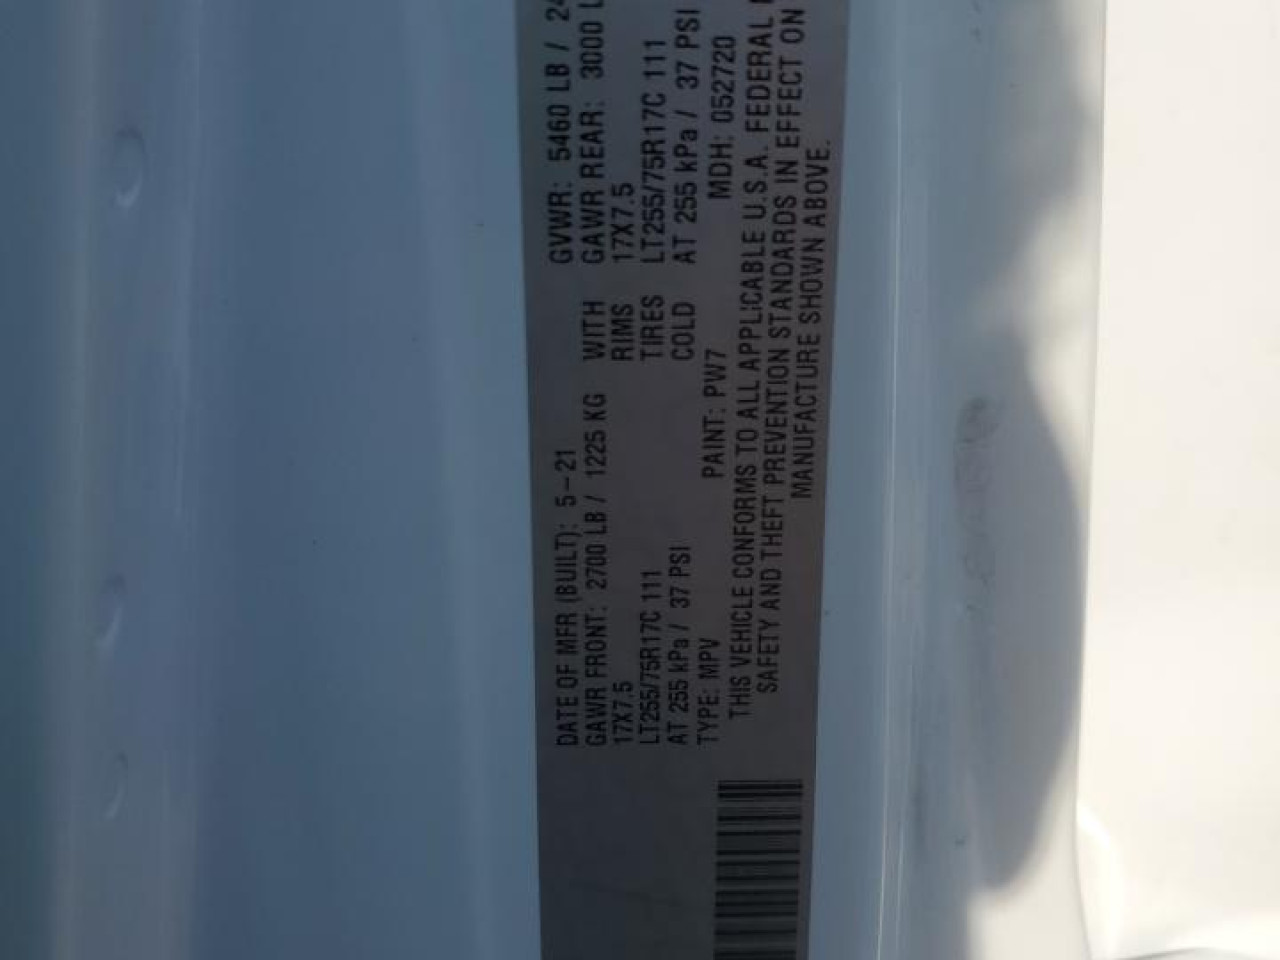 DATE OF MFR (BUILT): 5-21 GVWR: 5460 LB / 24
GAWR FRONT: 2700 LB / 1225 KG WITH GAWR REAR: 3000 L
17X7.5 RIMS 17X7.5
LT255/75R17C 111 TIRES LT255/75R17C 111
AT 255 kPa / 37 PSI COLD AT 255 kPa / 37 PSI
TYPE: MPV PAINT: PW7 MDH: 052720
THIS VEHICLE CONFORMS TO ALL APPLICABLE U.S.A. FEDERAL
SAFETY AND THEFT PREVENTION STANDARDS IN EFFECT ON
MANUFACTURE SHOWN ABOVE.